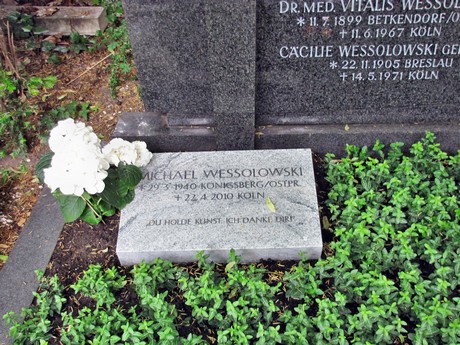 DR. MED. VITALIS WESSO
* 11.7.1899 BETKENDORF/O
† 11.6.1967 KÖLN
CÄCILIE WESSOLOWSKI GE
* 22.11.1905 BRESLAU
† 14.5.1971 KÖLN
MICHAEL WESSOLOWSKI
* 29.3.1940 KÖNIGSBERG/OSTPR.
† 22.4.2010 KÖLN
„DU HOLDE KUNST, ICH DANKE DIR!"